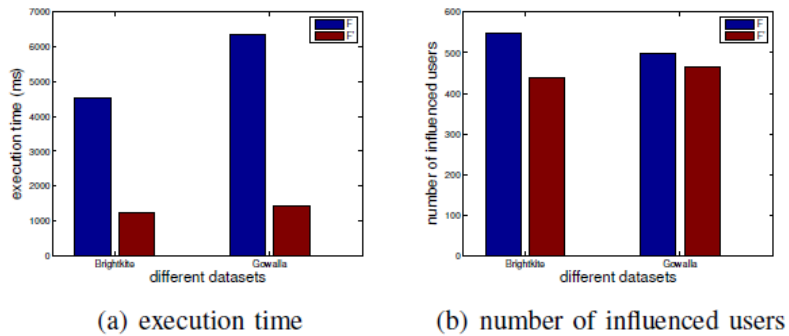 7000
6000
5000
4000
3000
2000
1000
0
execution time (ms)
F
F'
Brightkite
Gowalla
different datasets
(a) execution time
600
500
400
300
200
100
0
number of influenced users
F
F'
Brightkite
Gowalla
different datasets
(b) number of influenced users